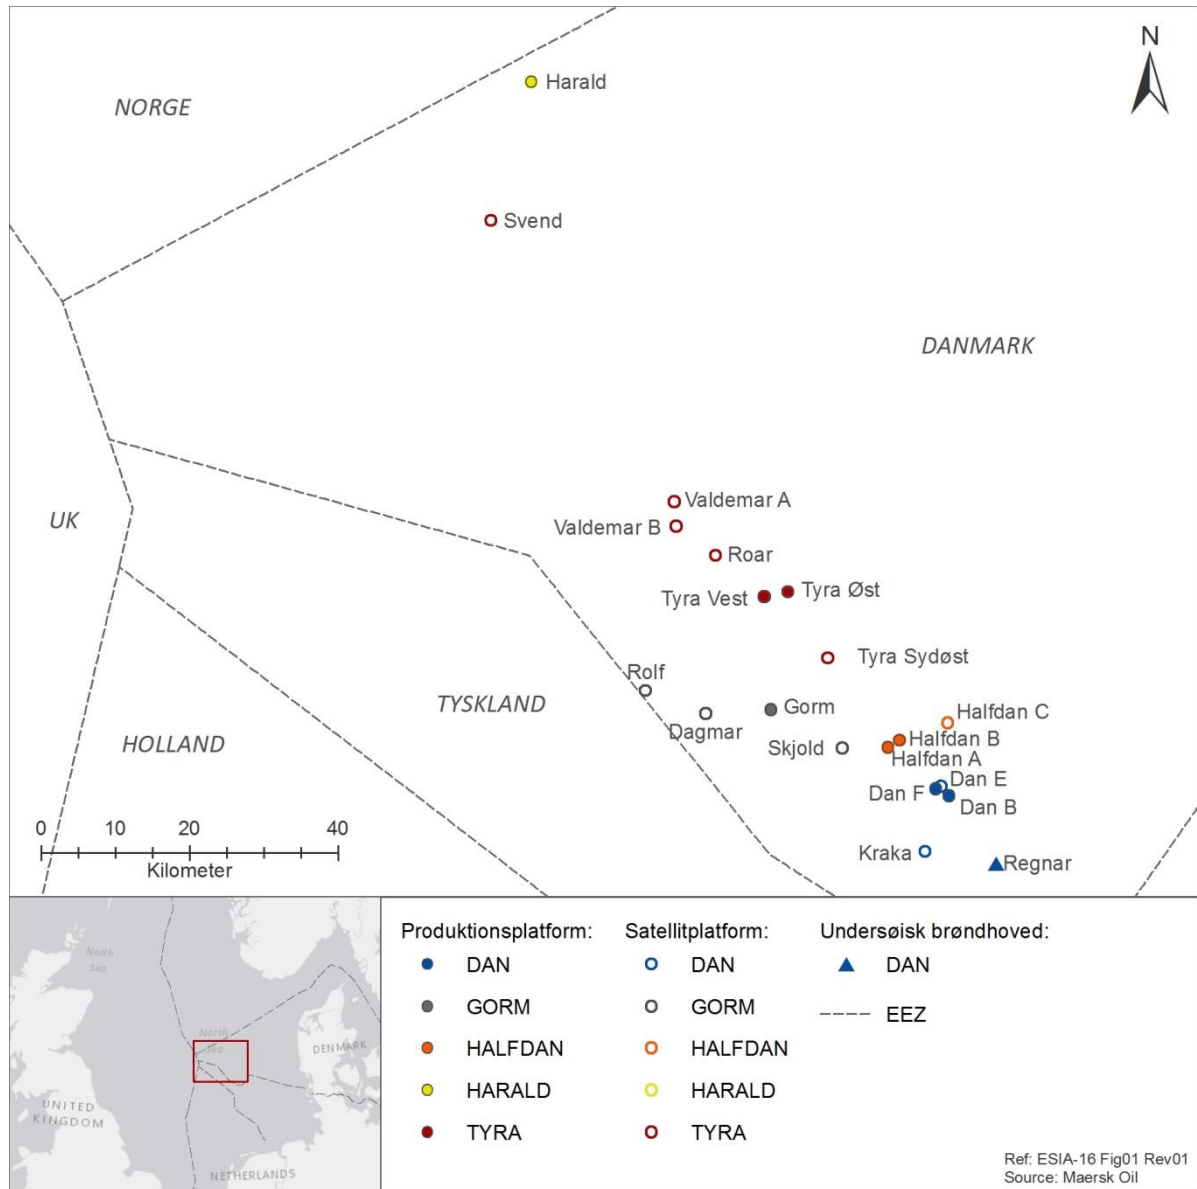 N
Harald
NORGE
Svend
DANMARK
Valdemar A
UK
Valdemar B
Roar
Tyra Vest
Tyra Øst
Tyra Sydøst
Rolf
TYSKLAND
Gorm
Halfdan C
Dagmar
HOLLAND
Skjold
Halfdan B
Halfdan A
Dan E
Dan F
Dan B
0 10 20 40
Kilometer
Kraka
Regnar
North
Sea
North
Sea
DENMARK
UNITED
KINGDOM
NETHERLANDS
Produktionsplatform: Satellitplatform: Undersøisk brøndhoved:
DAN DAN DAN
GORM GORM EEZ
HALFDAN HALFDAN
HARALD HARALD
TYRA TYRA
Ref: ESIA-16 Fig01 Rev01
Source: Maersk Oil